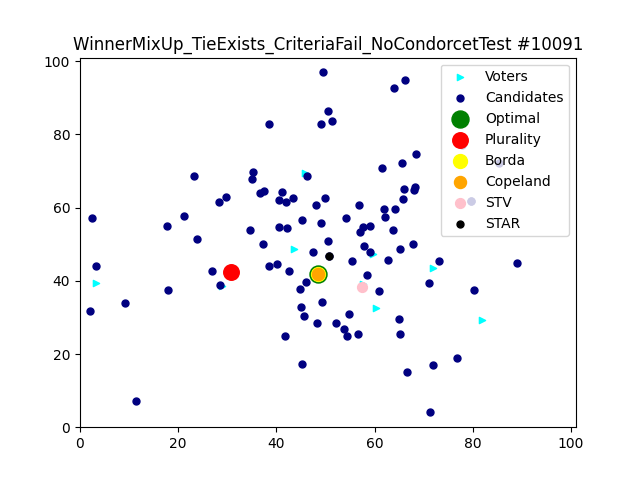 WinnerMixUp_TieExists_CriteriaFail_NoCondorcetTest #10091
100
80
60
40
20
0
0 20 40 60 80 100
Voters
Candidates
Optimal
Plurality
Borda
Copeland
STV
STAR